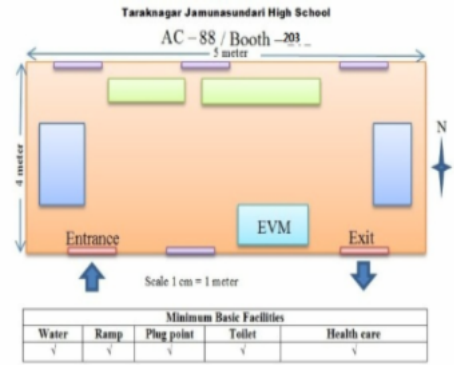 Taraknagar Jamunasundari High School
AC – 88 / Booth –203
5 meter
4 meter
N
EVM
Entrance
Exit
Scale 1 cm = 1 meter
Minimum Basic Facilities
Water Ramp Plug point Toilet Health care
√ √ √ √ √